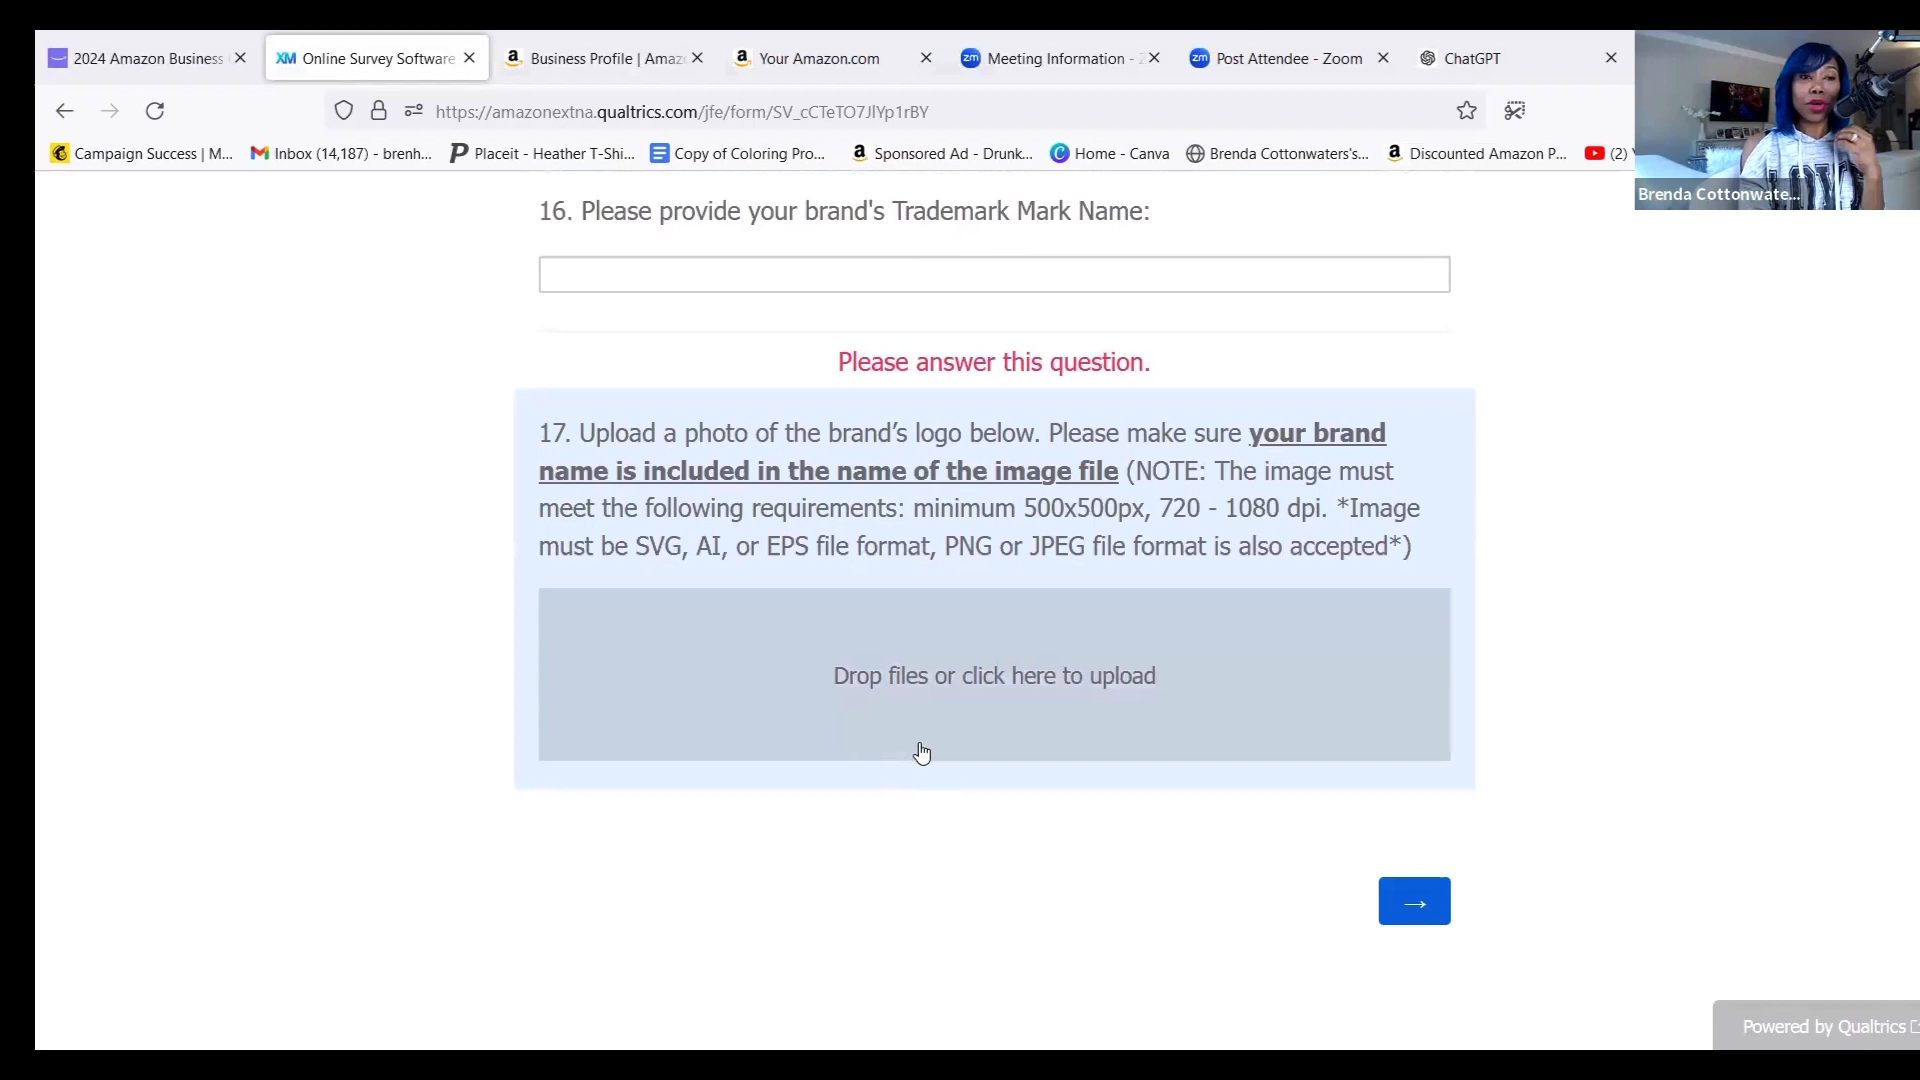 2024 Amazon Business
Online Survey Software
Business Profile | Amaz
Your Amazon.com
Meeting Information -
Post Attendee - Zoom
ChatGPT
https://amazonextna.qualtrics.com/jfe/form/SV_cCTeTO7JlYp1rBY
Campaign Success | M...
Inbox (14,187) - brenh...
Placeit - Heather T-Shi...
Copy of Coloring Pro...
Sponsored Ad - Drunk...
Home - Canva
Brenda Cottonwaters's...
Discounted Amazon P...
(2)
Brenda Cottonwate...
16. Please provide your brand's Trademark Mark Name:
Please answer this question.
17. Upload a photo of the brand’s logo below. Please make sure your brand
name is included in the name of the image file (NOTE: The image must
meet the following requirements: minimum 500x500px, 720 - 1080 dpi. *Image
must be SVG, AI, or EPS file format, PNG or JPEG file format is also accepted*)
Drop files or click here to upload
→
Powered by Qualtrics